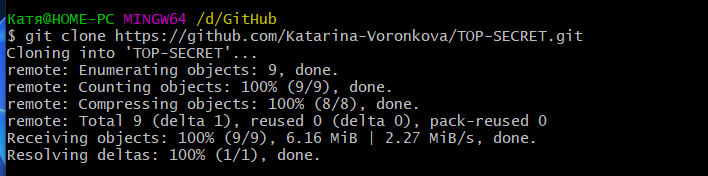 Катя@HOME-PC MINGW64 /d/GitHub
$ git clone https://github.com/Katarina-Voronkova/TOP-SECRET.git
Cloning into 'TOP-SECRET'...
remote: Enumerating objects: 9, done.
remote: Counting objects: 100% (9/9), done.
remote: Compressing objects: 100% (8/8), done.
remote: Total 9 (delta 1), reused 0 (delta 0), pack-reused 0
Receiving objects: 100% (9/9), 6.16 MiB | 2.27 MiB/s, done.
Resolving deltas: 100% (1/1), done.